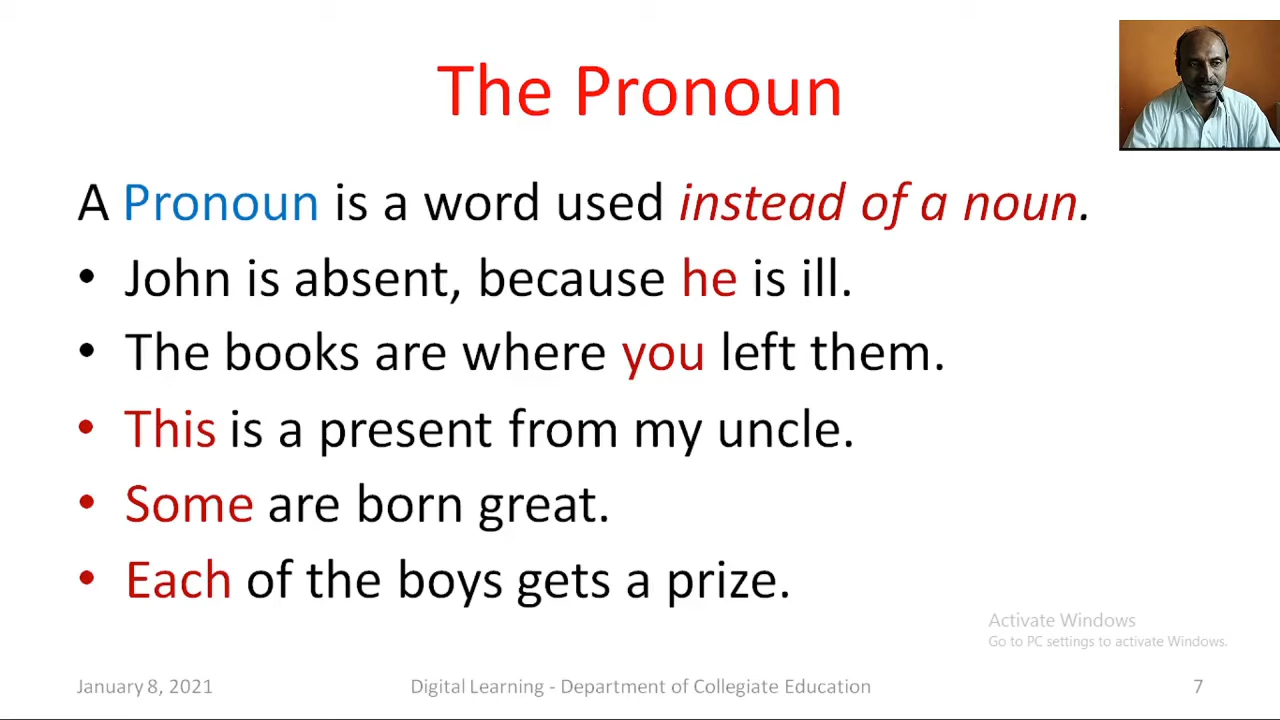 The Pronoun
A Pronoun is a word used instead of a noun.
• John is absent, because he is ill.
• The books are where you left them.
• This is a present from my uncle.
• Some are born great.
• Each of the boys gets a prize.
Activate Windows
Go to PC settings to activate Windows.
January 8, 2021
Digital Learning - Department of Collegiate Education
7